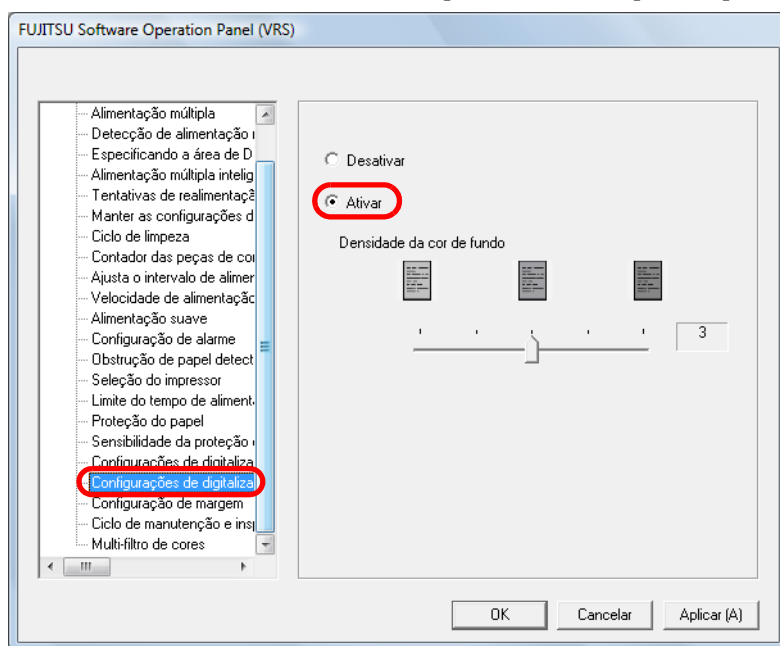 FUJITSU Software Operation Panel (VRS)
Alimentação múltipla
Detecção de alimentação
Especificando a área de D
Alimentação múltipla intelig
Tentativas de realimentaçã
Manter as configurações d
Ciclo de limpeza
Contador das peças de co
Ajusta o intervalo de alimer
Velocidade de alimentação
Alimentação suave
Configuração de alarme
Obstrução de papel detect
Seleção do impressor
Limite do tempo de aliment
Proteção do papel
Sensibilidade da proteção
Configurações de digitaliza
Configurações de digitaliza
Configuração de margem
Ciclo de manutenção e insp
Multi-filtro de cores
Desativar
Ativar
Densidade da cor de fundo
3
OK
Cancelar
Aplicar (A)